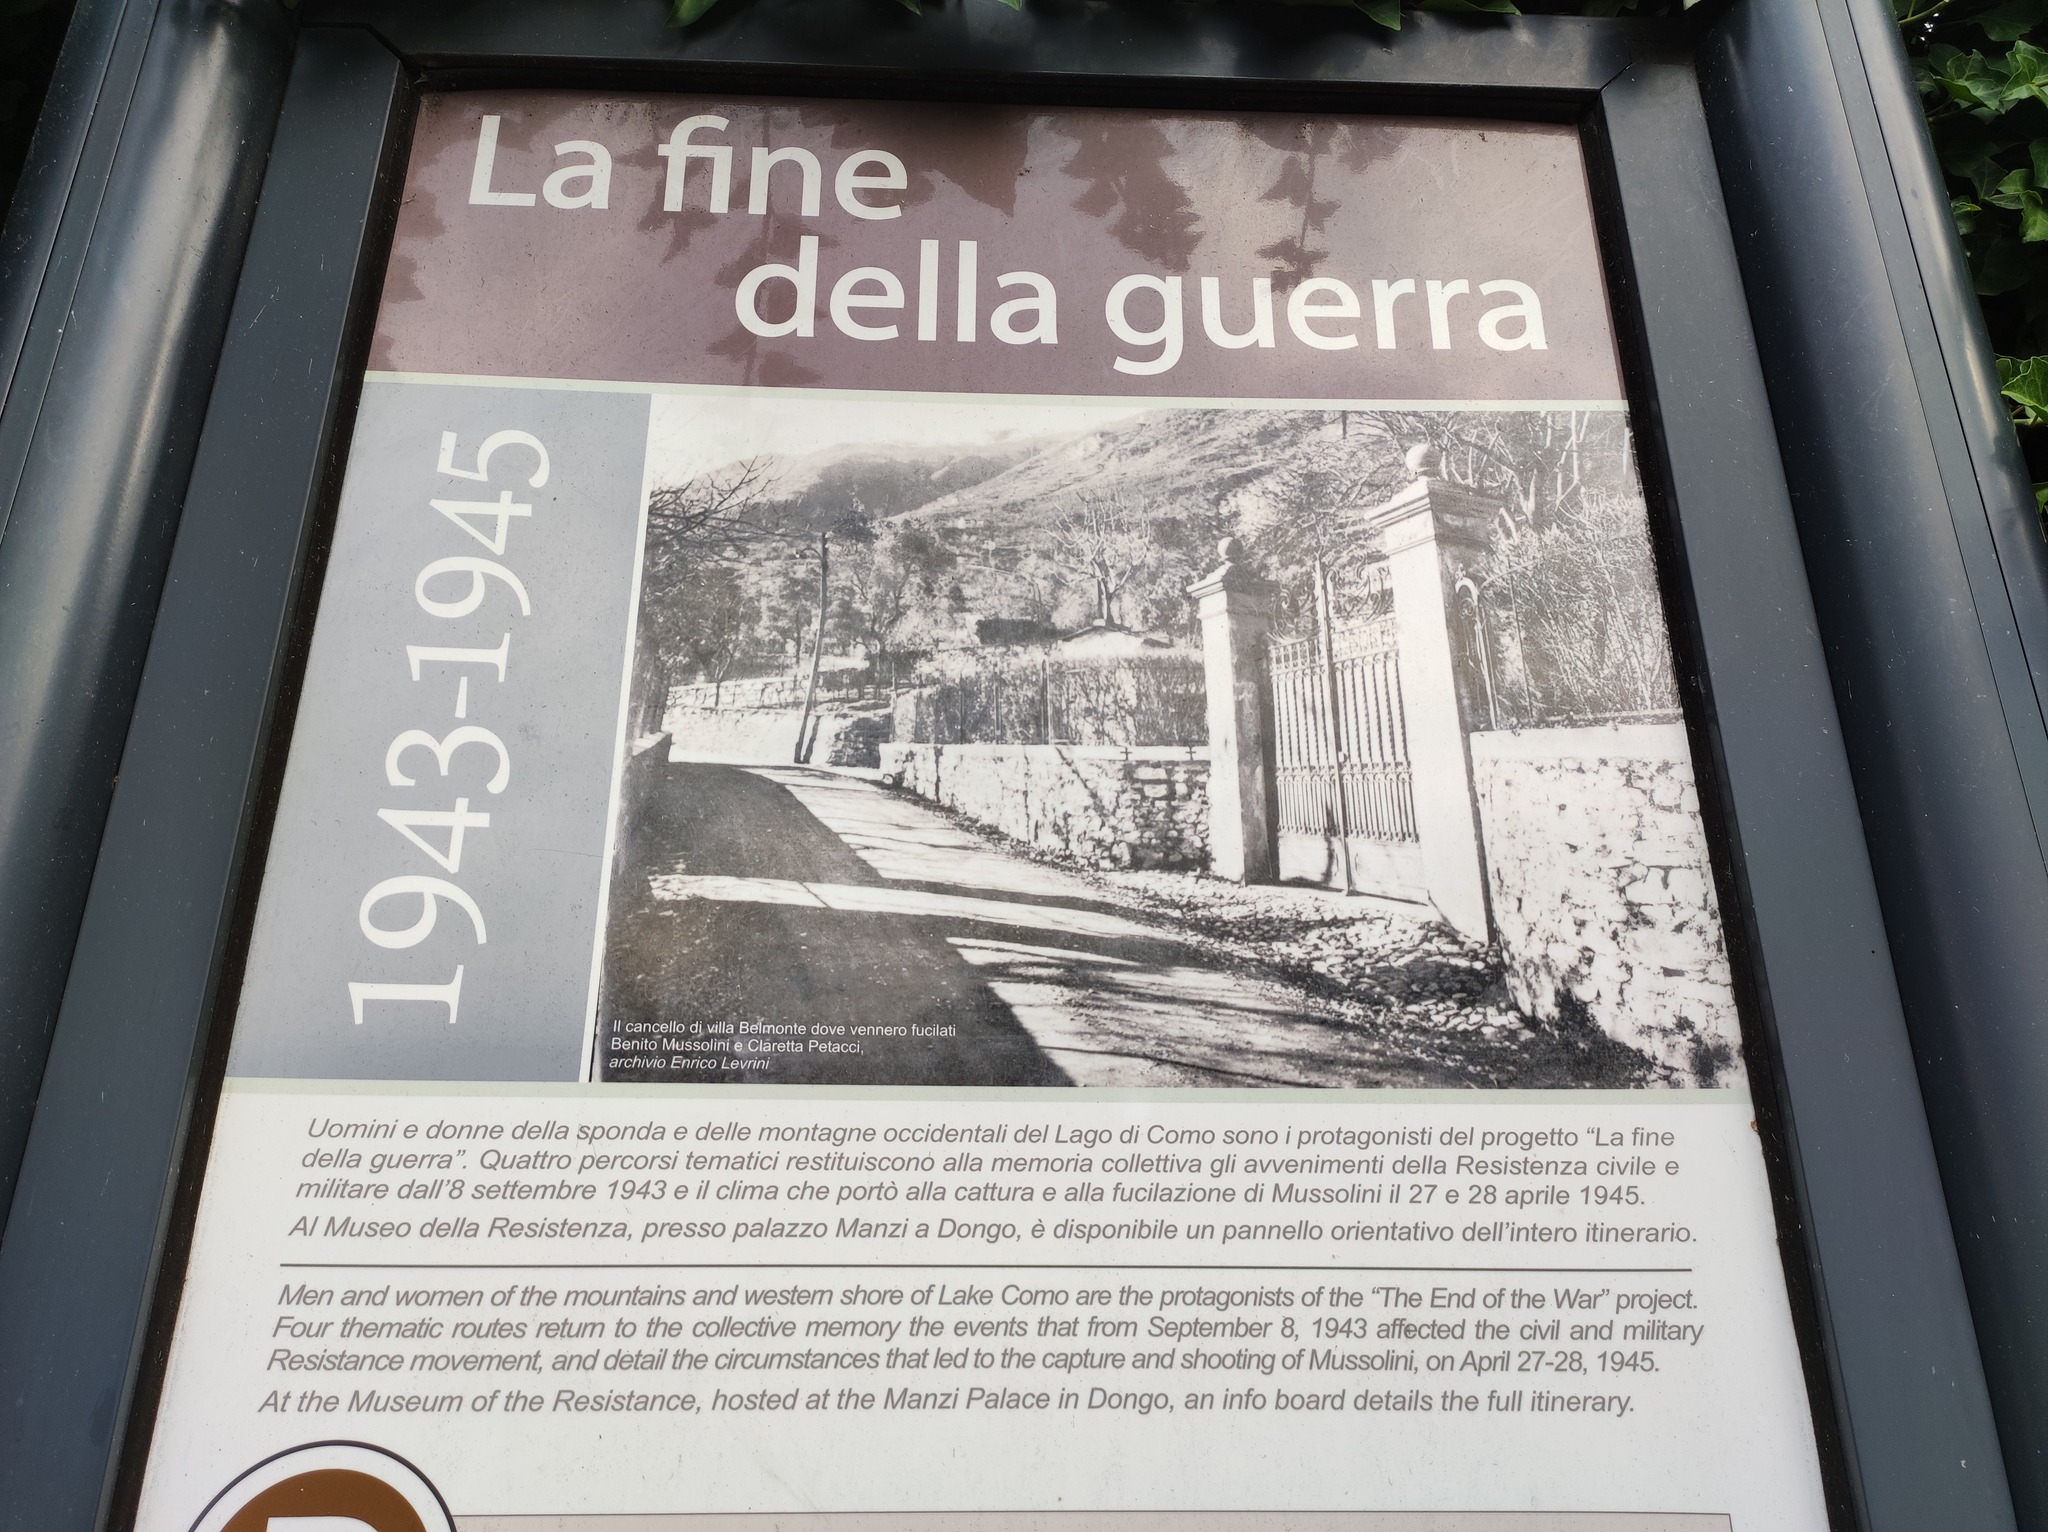 La fine
della guerra
1943-1945
Il cancello di villa Belmonte dove vennero fucilati
Benito Mussolini e Claretta Petacci,
archivio Enrico Levrini
Uomini e donne della sponda e delle montagne occidentali del Lago di Como sono i protagonisti del progetto “La fine
della guerra”. Quattro percorsi tematici restituiscono alla memoria collettiva gli avvenimenti della Resistenza civile e
militare dall’8 settembre 1943 e il clima che portò alla cattura e alla fucilazione di Mussolini il 27 e 28 aprile 1945.
Al Museo della Resistenza, presso palazzo Manzi a Dongo, è disponibile un pannello orientativo dell’intero itinerario.
Men and women of the mountains and western shore of Lake Como are the protagonists of the “The End of the War” project.
Four thematic routes return to the collective memory the events that from September 8, 1943 affected the civil and military
Resistance movement, and detail the circumstances that led to the capture and shooting of Mussolini, on April 27-28, 1945.
At the Museum of the Resistance, hosted at the Manzi Palace in Dongo, an info board details the full itinerary.